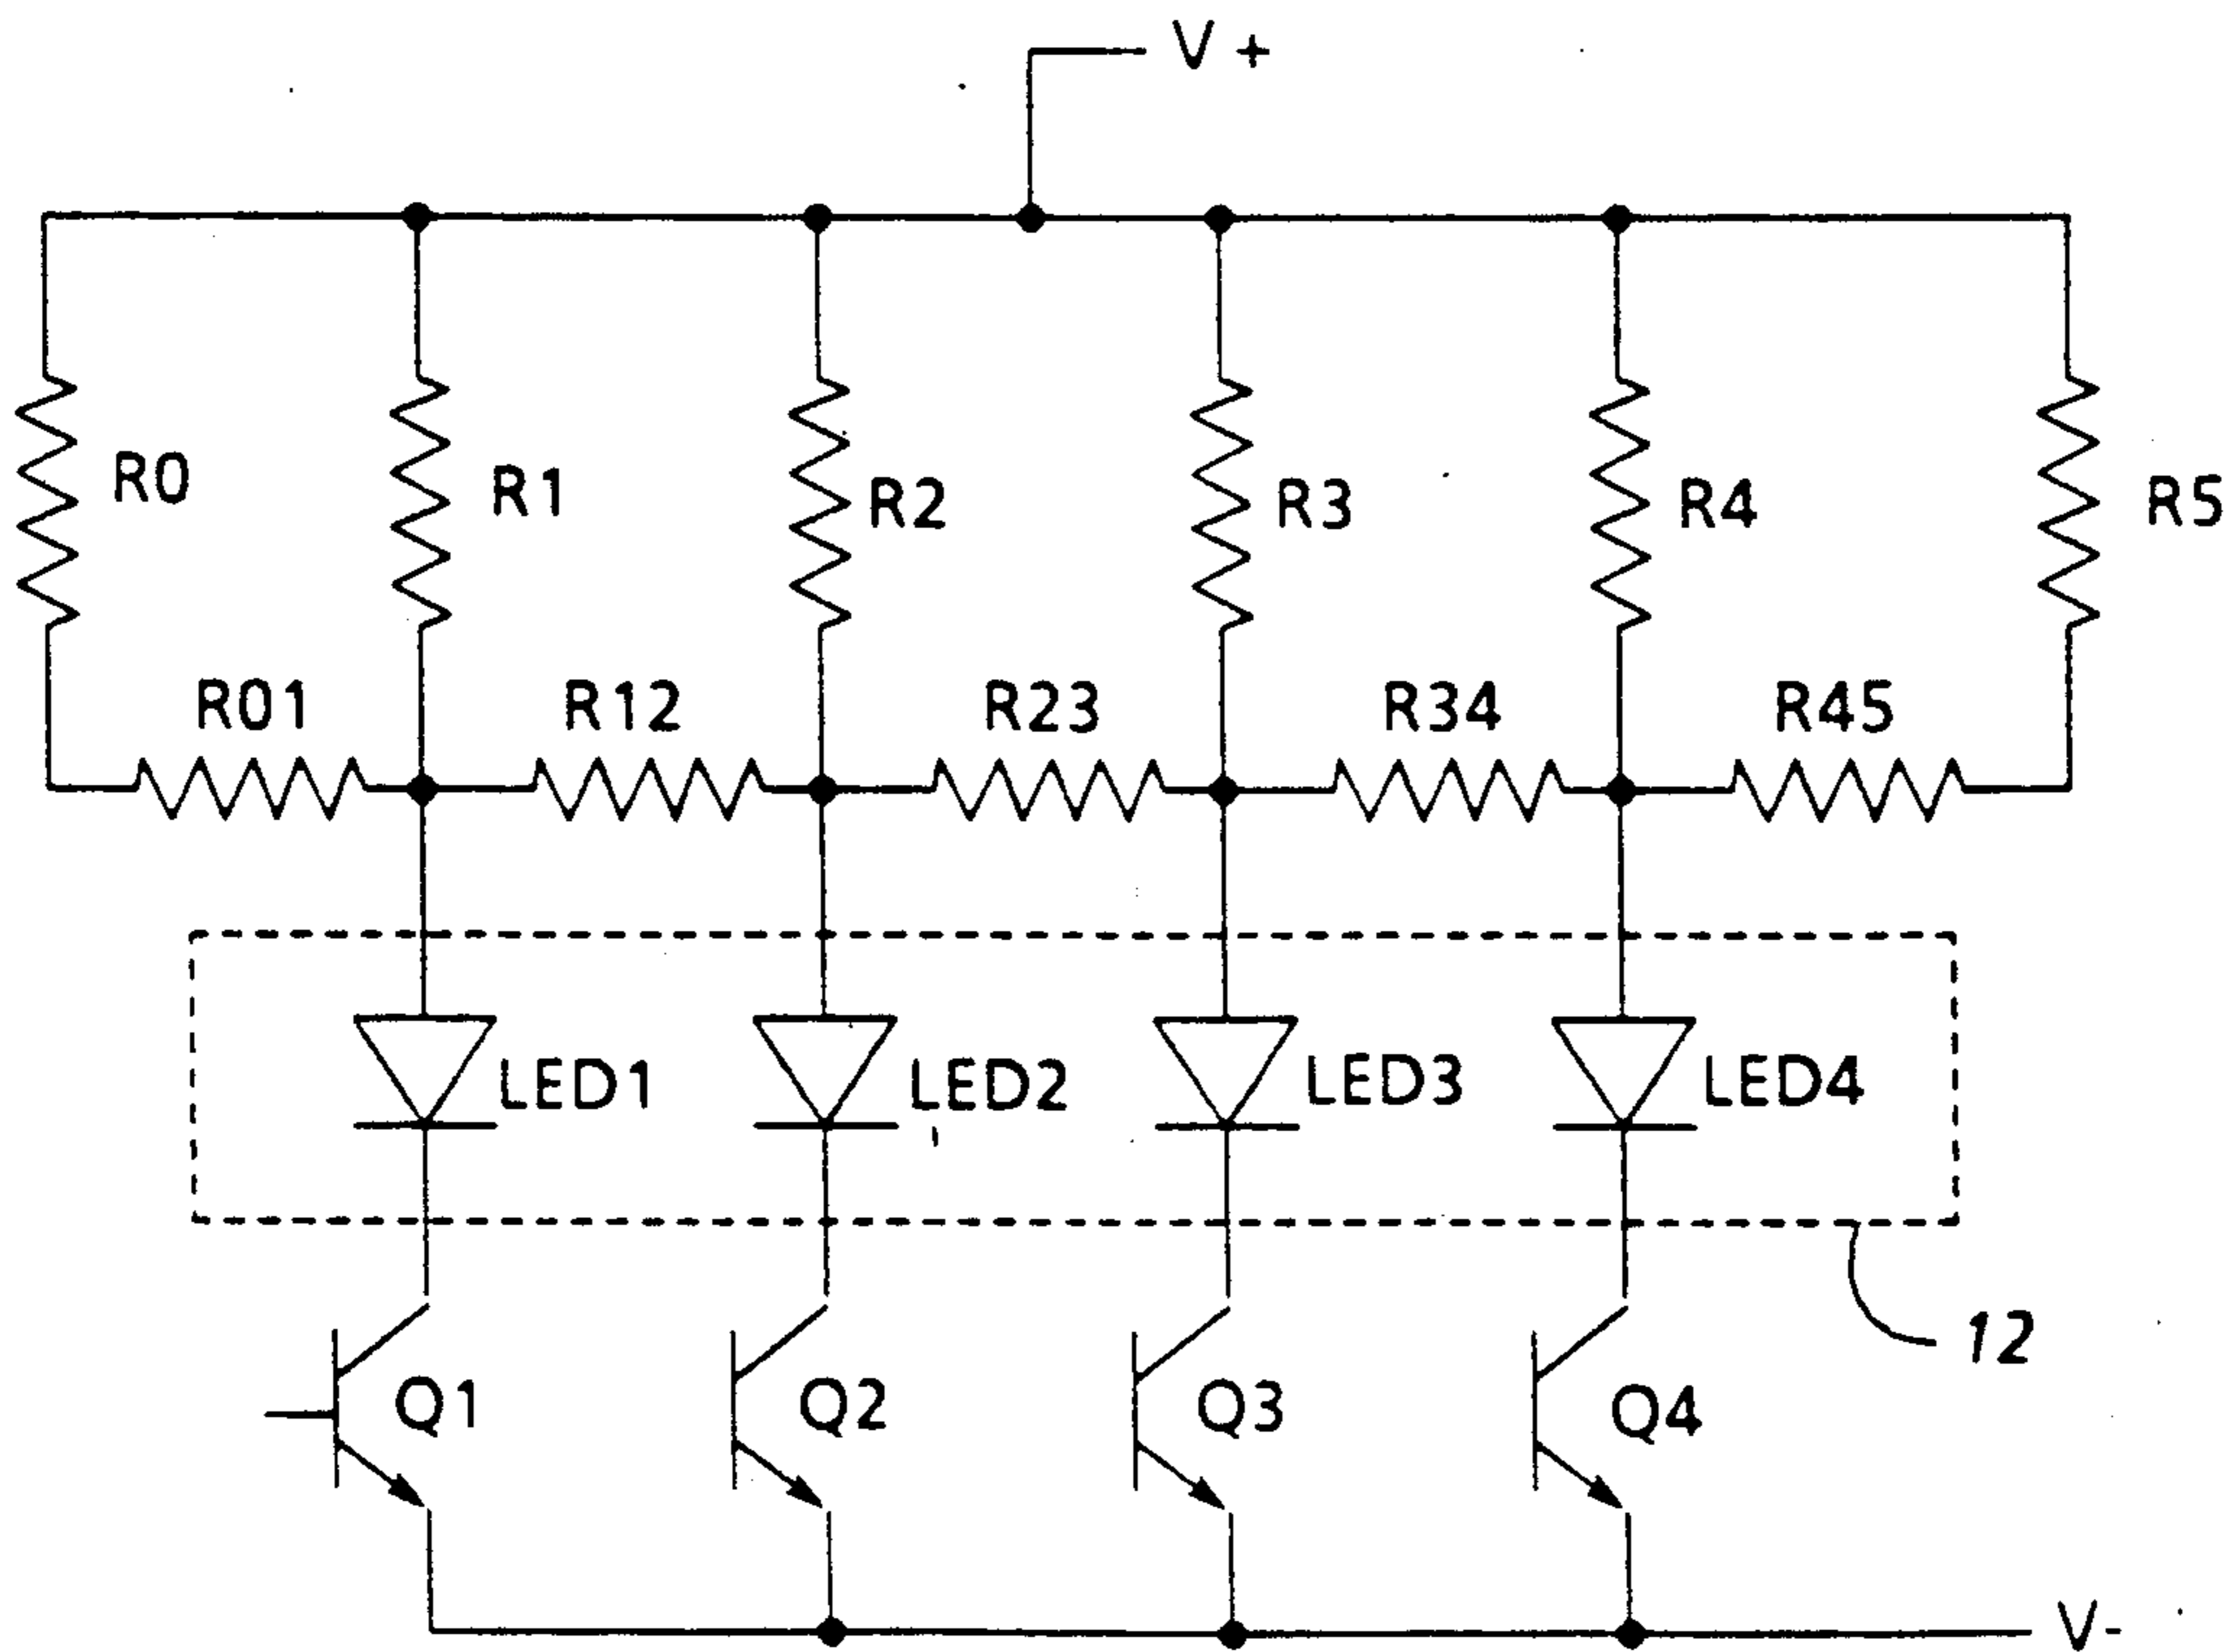 V+
R0 R1 R2 R3 R4 R5
R01 R12 R23 R34 R45
LED1 LED2 LED3 LED4
12
Q1 Q2 Q3 Q4
V-